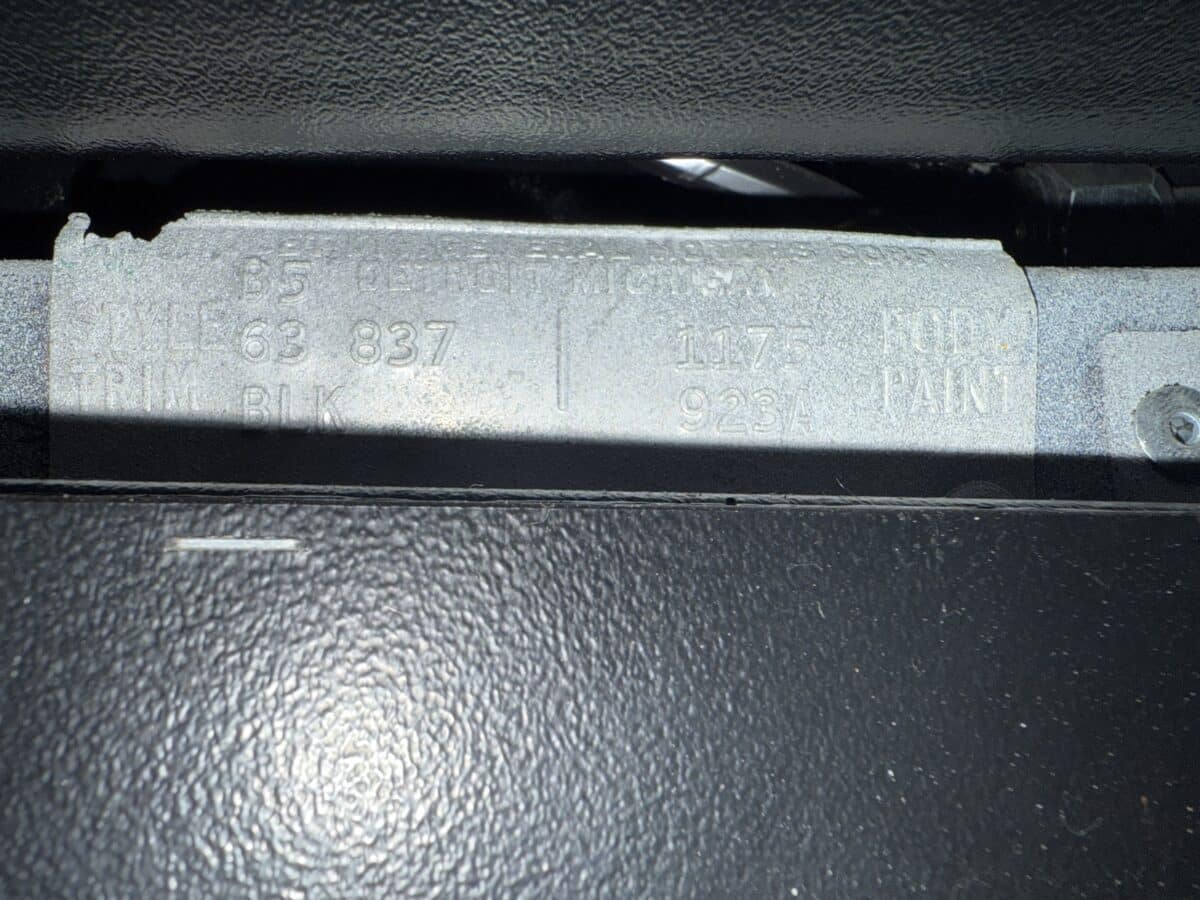 B5 DETROIT, MICHIGAN
STYLE 63 837 1175 BODY
TRIM BLK 923A PAINT